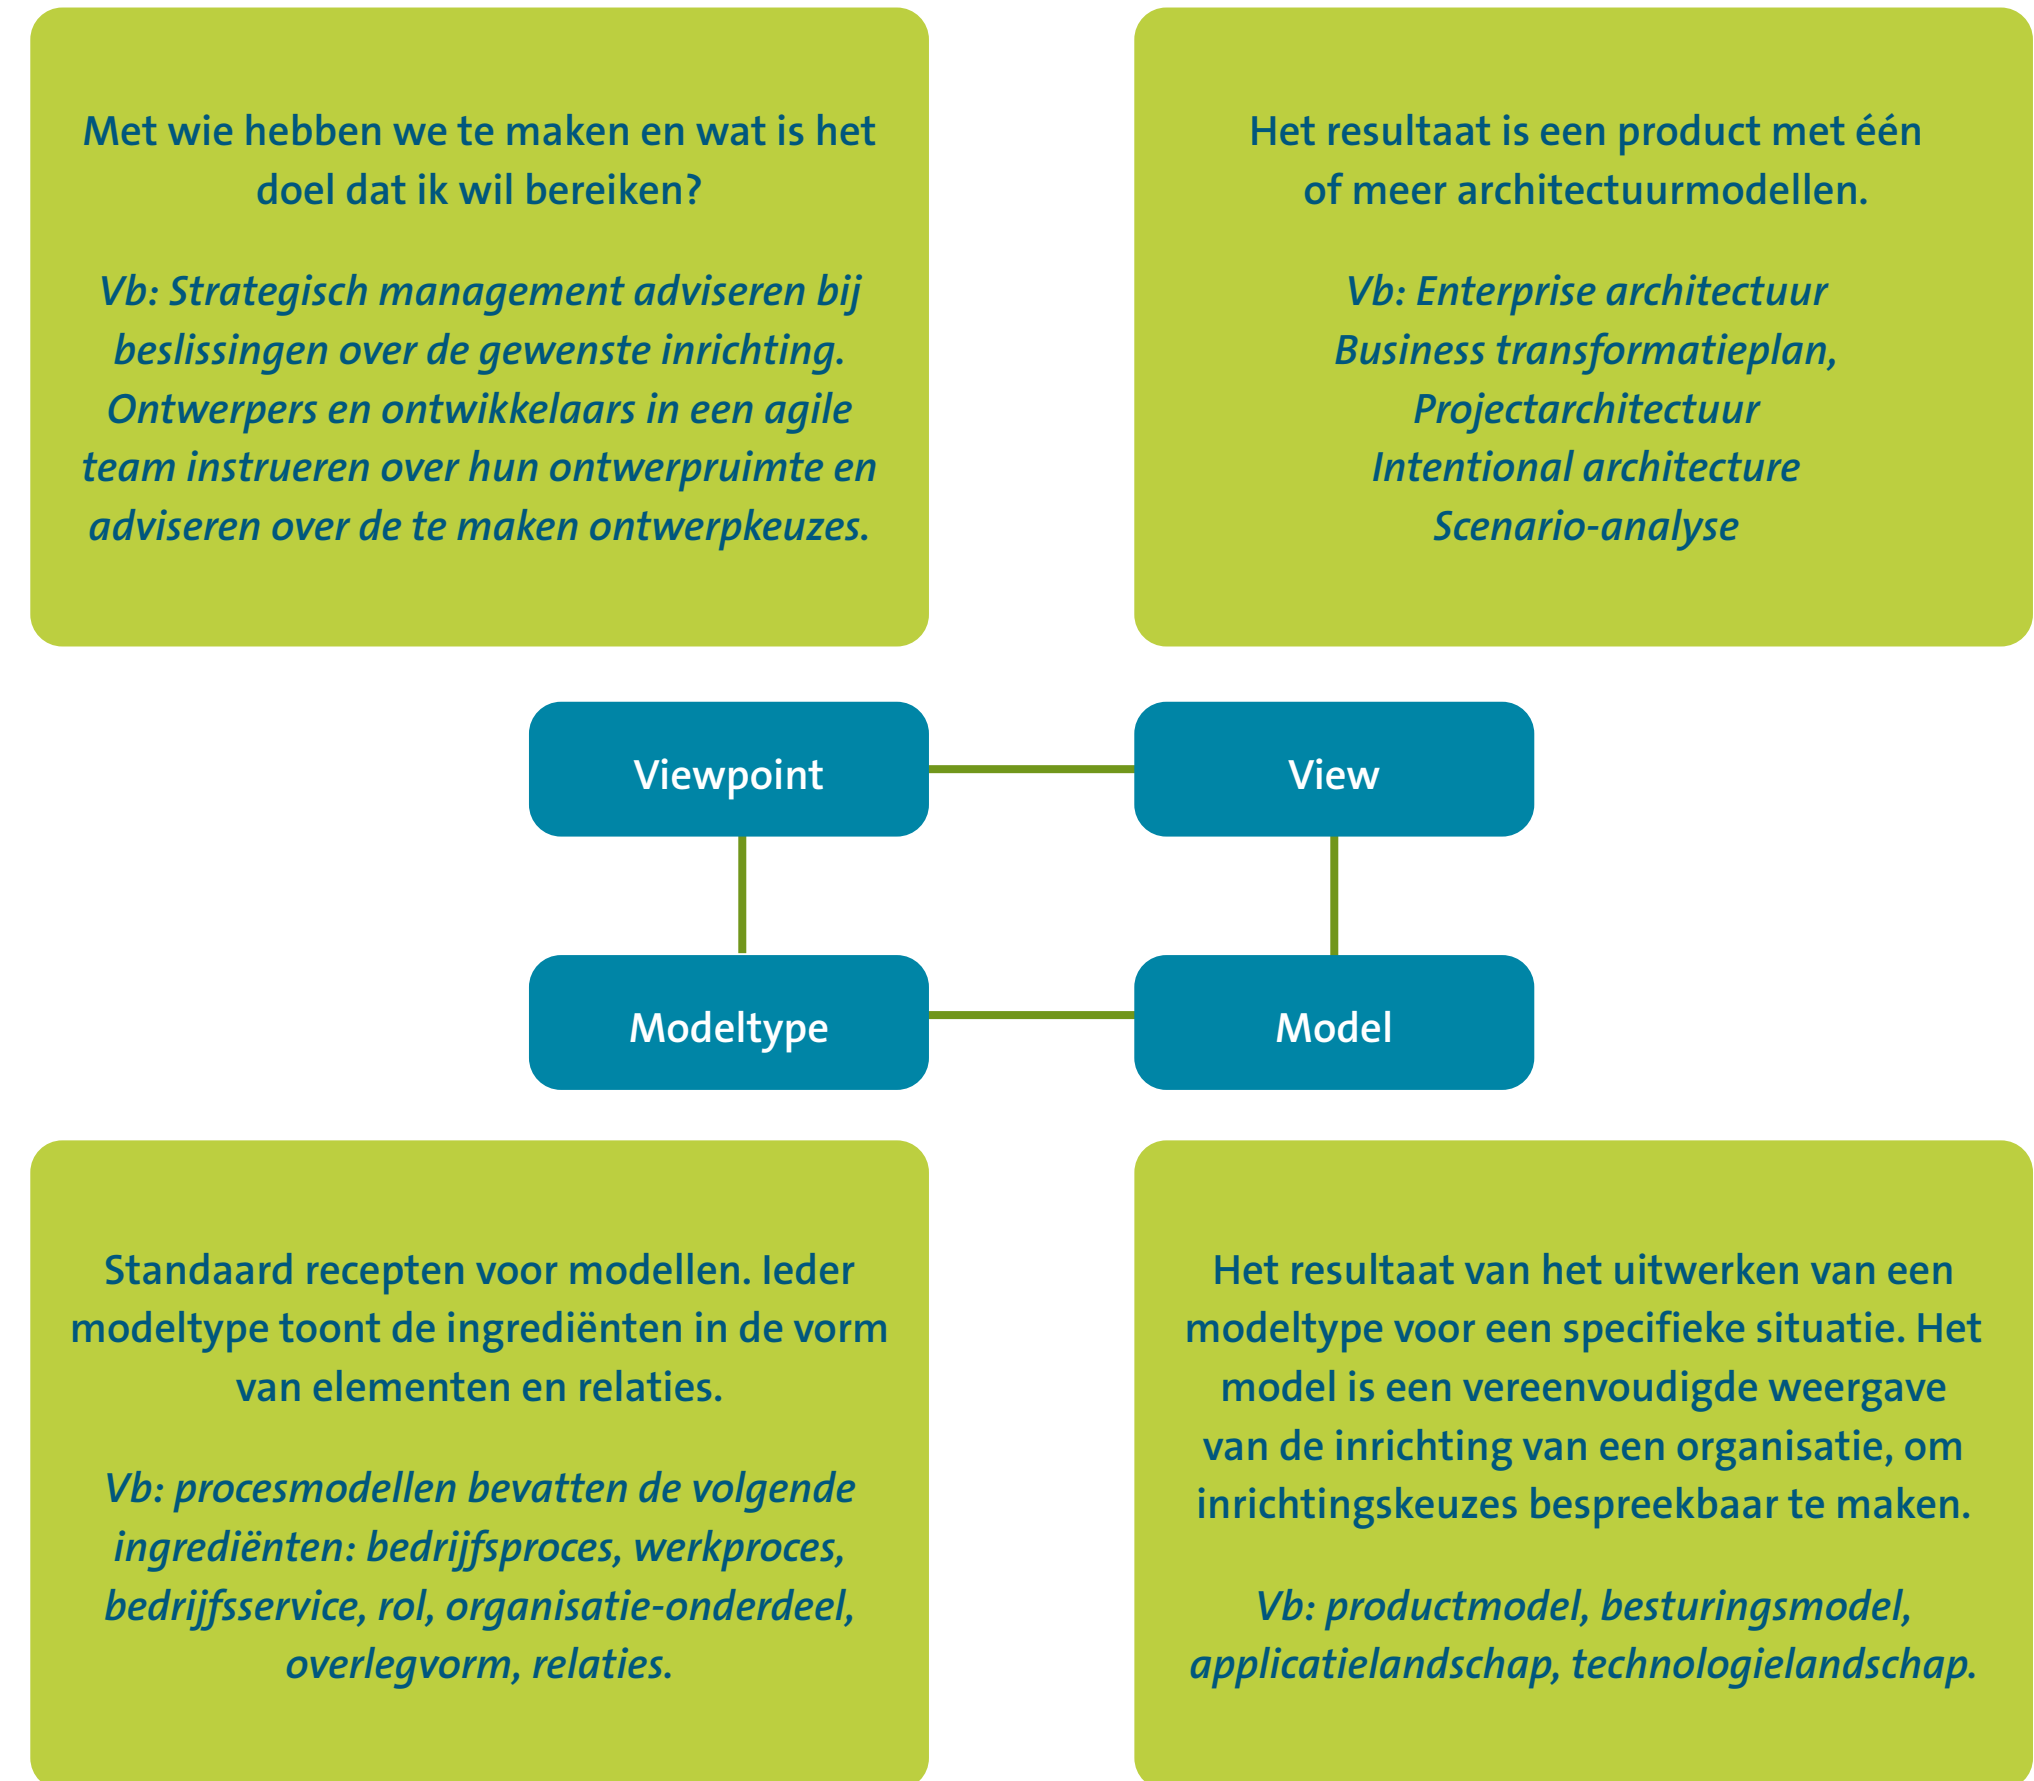 Met wie hebben we te maken en wat is het
doel dat ik wil bereiken?
Vb: Strategisch management adviseren bij
beslissingen over de gewenste inrichting.
Ontwerpers en ontwikkelaars in een agile
team instrueren over hun ontwerpruimte en
adviseren over de te maken ontwerpkeuzes.
Het resultaat is een product met één
of meer architectuurmodellen.
Vb: Enterprise architectuur
Business transformatieplan,
Projectarchitectuur
Intentional architecture
Scenario-analyse
Viewpoint
View
Modeltype
Model
Standaard recepten voor modellen. Ieder
modeltype toont de ingrediënten in de vorm
van elementen en relaties.
Vb: procesmodellen bevatten de volgende
ingrediënten: bedrijfsproces, werkproces,
bedrijfsservice, rol, organisatie-onderdeel,
overlegvorm, relaties.
Het resultaat van het uitwerken van een
modeltype voor een specifieke situatie. Het
model is een vereenvoudigde weergave
van de inrichting van een organisatie, om
inrichtingskeuzes bespreekbaar te maken.
Vb: productmodel, besturingsmodel,
applicatielandschap, technologielandschap.